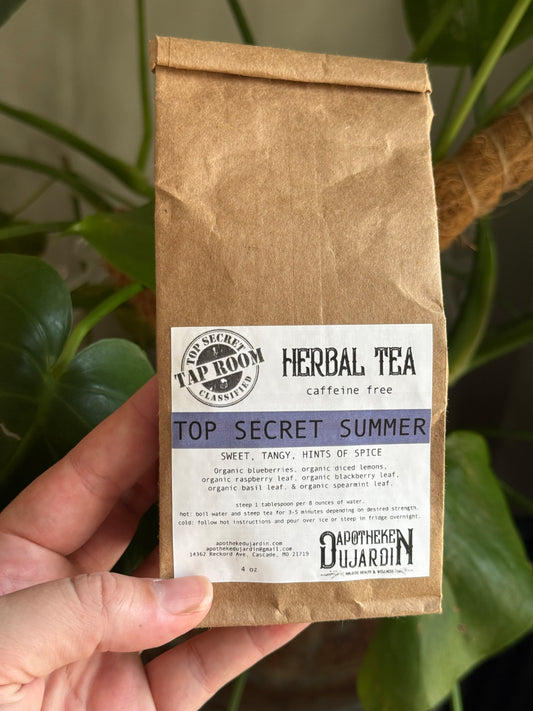 TOP SECRET
TAP ROOM
CLASSIFIED
HERBAL TEA
caffeine free
TOP SECRET SUMMER
SWEET, TANGY, HINTS OF SPICE
Organic blueberries, organic diced lemons,
organic raspberry leaf, organic blackberry leaf,
organic basil leaf, & organic spearmint leaf.
steep 1 tablespoon per 8 ounces of water.
hot: boil water and steep tea for 3-5 minutes depending on desired strength.
cold: follow hot instructions and pour over ice or steep in fridge overnight.
apothekedujardin.com
apothekedujardin@gmail.com
14362 Reckord Ave, Cascade, MD 21719
4 oz
APOTHEKE
DUJARDIN
HEALTH & WELLNESS